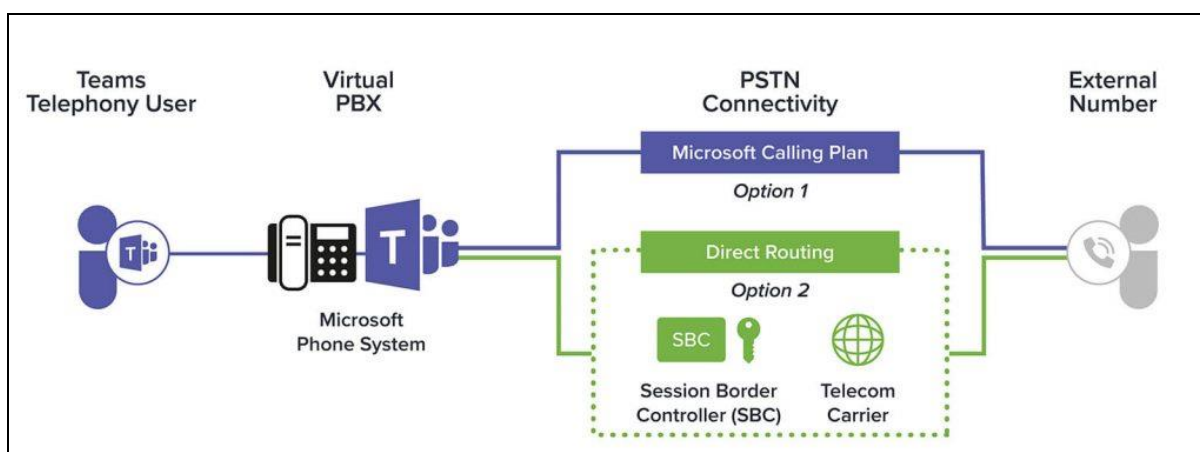 Teams
Telephony User
Virtual
PBX
PSTN
Connectivity
External
Number
Microsoft Calling Plan
Option 1
T
T
Direct Routing
Option 2
Microsoft
Phone System
SBC
Session Border
Controller (SBC)
Telecom
Carrier